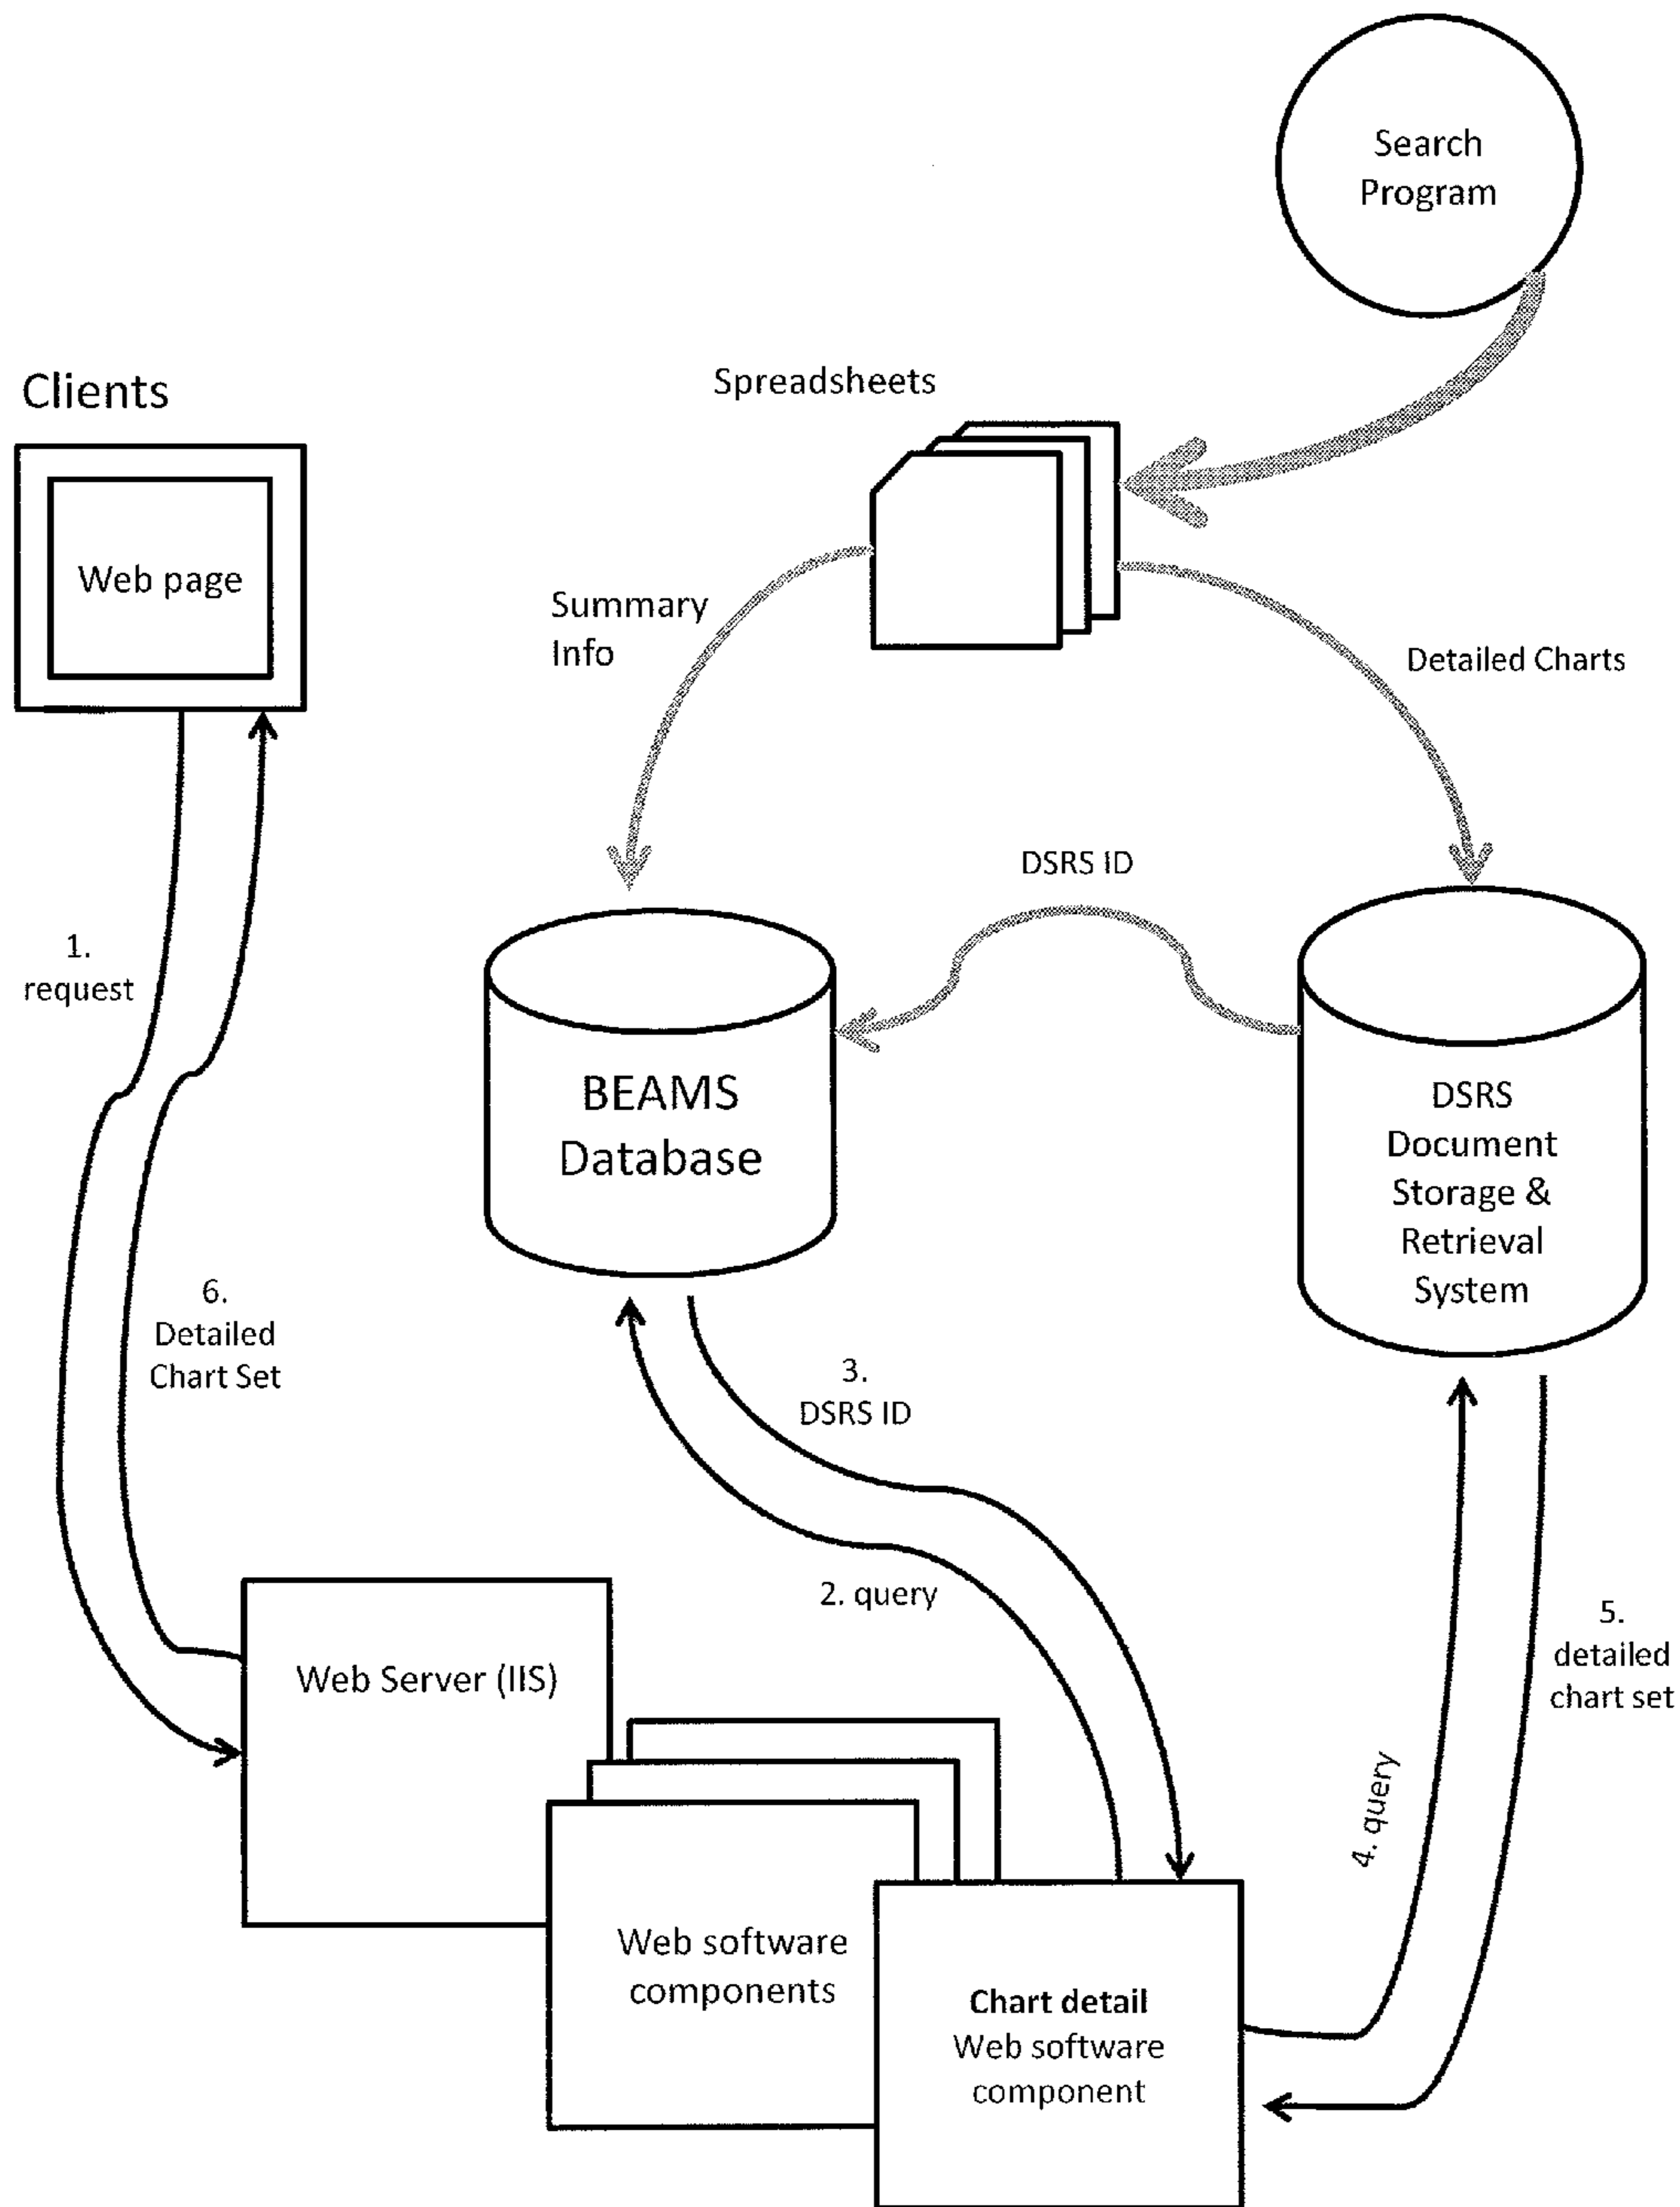 Search
Program
Clients
Spreadsheets
Web page
Summary
Info
Detailed Charts
DSRS ID
1.
request
BEAMS
Database
DSRS
Document
Storage &
Retrieval
System
6.
Detailed
Chart Set
3.
DSRS ID
2. query
4. query
5.
detailed
chart set
Web Server (IIS)
Web software
components
Chart detail
Web software
component